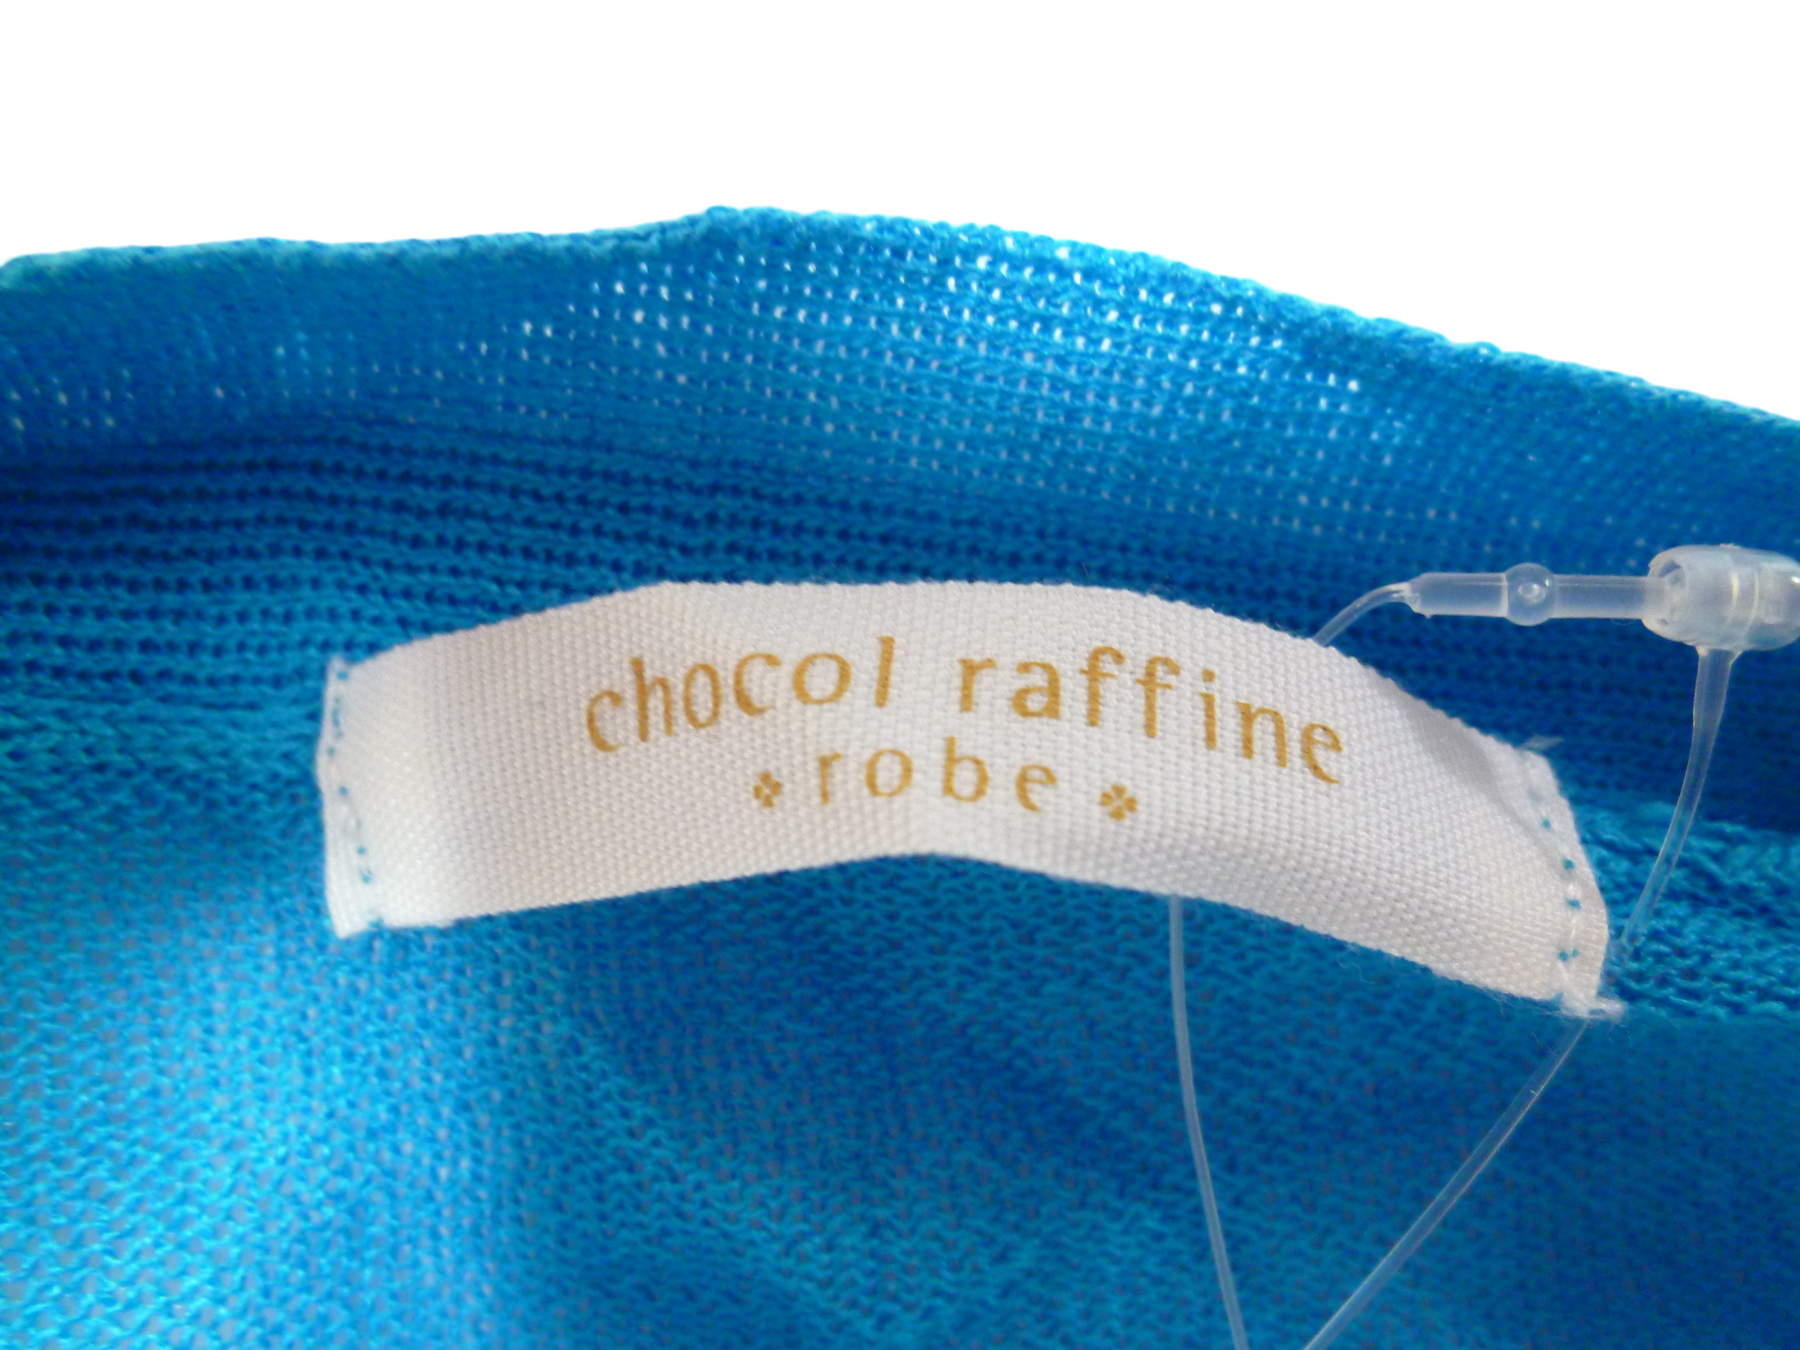 chocol raffine
robe